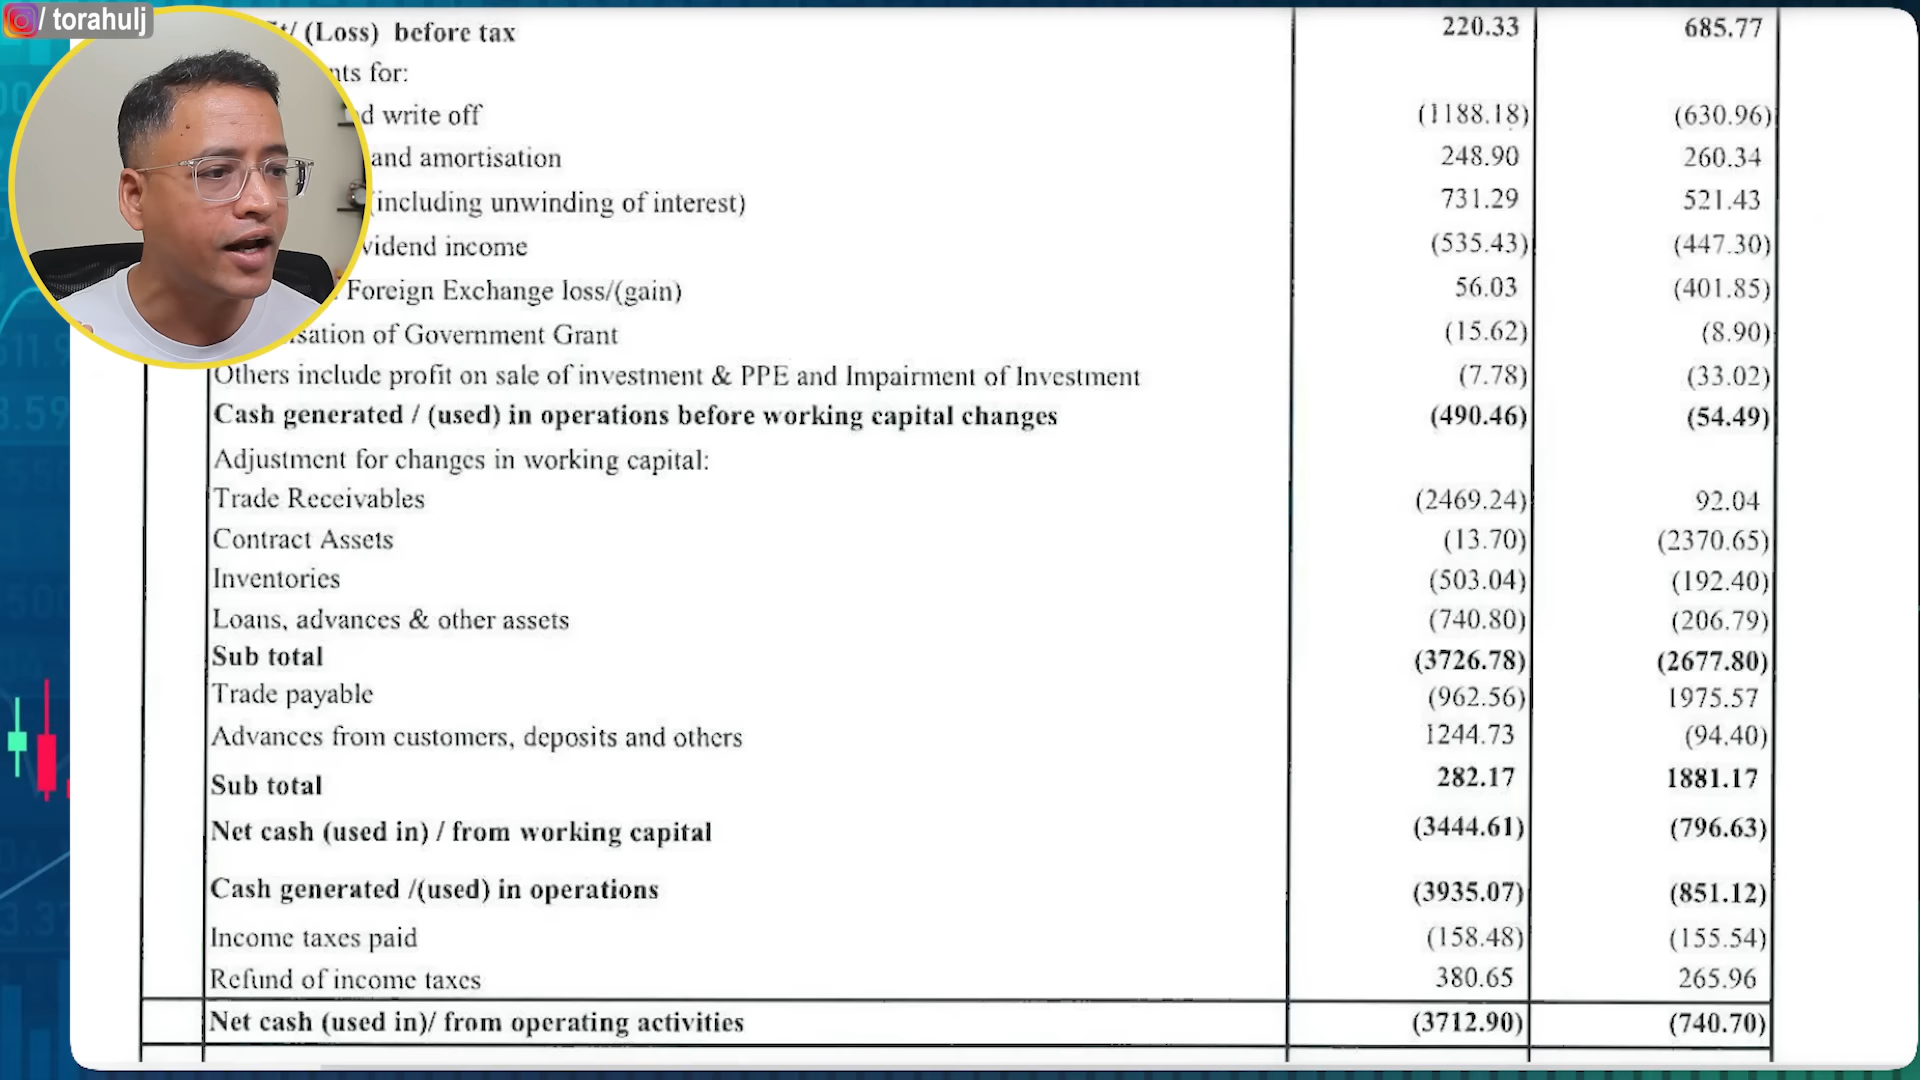 / torahulj
/ (Loss) before tax 220.33 685.77
nts for:
d write off (1188.18) (630.96)
and amortisation 248.90 260.34
(including unwinding of interest) 731.29 521.43
vidend income (535.43) (447.30)
Foreign Exchange loss/(gain) 56.03 (401.85)
sation of Government Grant (15.62) (8.90)
Others include profit on sale of investment & PPE and Impairment of Investment (7.78) (33.02)
Cash generated / (used) in operations before working capital changes (490.46) (54.49)
Adjustment for changes in working capital:
Trade Receivables (2469.24) 92.04
Contract Assets (13.70) (2370.65)
Inventories (503.04) (192.40)
Loans, advances & other assets (740.80) (206.79)
Sub total (3726.78) (2677.80)
Trade payable (962.56) 1975.57
Advances from customers, deposits and others 1244.73 (94.40)
Sub total 282.17 1881.17
Net cash (used in) / from working capital (3444.61) (796.63)
Cash generated /(used) in operations (3935.07) (851.12)
Income taxes paid (158.48) (155.54)
Refund of income taxes 380.65 265.96
Net cash (used in)/ from operating activities (3712.90) (740.70)